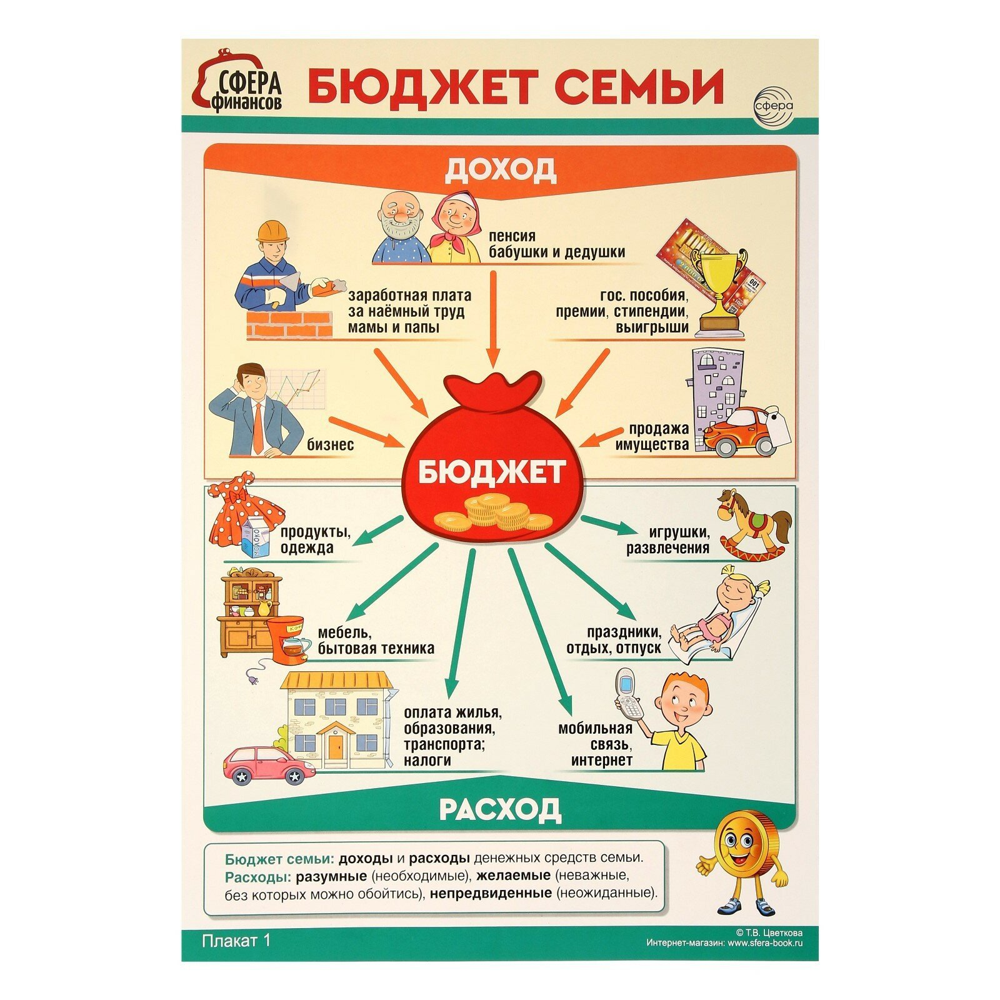 СФЕРА
финансов
БЮДЖЕТ СЕМЬИ
сфера
ДОХОД
пенсия
бабушки и дедушки
заработная плата
за наёмный труд
мамы и папы
гос. пособия,
премии, стипендии,
выигрыши
001
бизнес
продажа
имущества
БЮДЖЕТ
продукты,
одежда
МОЛОКО
игрушки,
развлечения
мебель,
бытовая техника
праздники,
отдых, отпуск
оплата жилья,
образования,
транспорта;
налоги
мобильная
связь,
интернет
РАСХОД
Бюджет семьи: доходы и расходы денежных средств семьи.
Расходы: разумные (необходимые), желаемые (неважные,
без которых можно обойтись), непредвиденные (неожиданные).
Плакат 1
© Т.В. Цветкова
Интернет-магазин: www.sfera-book.ru